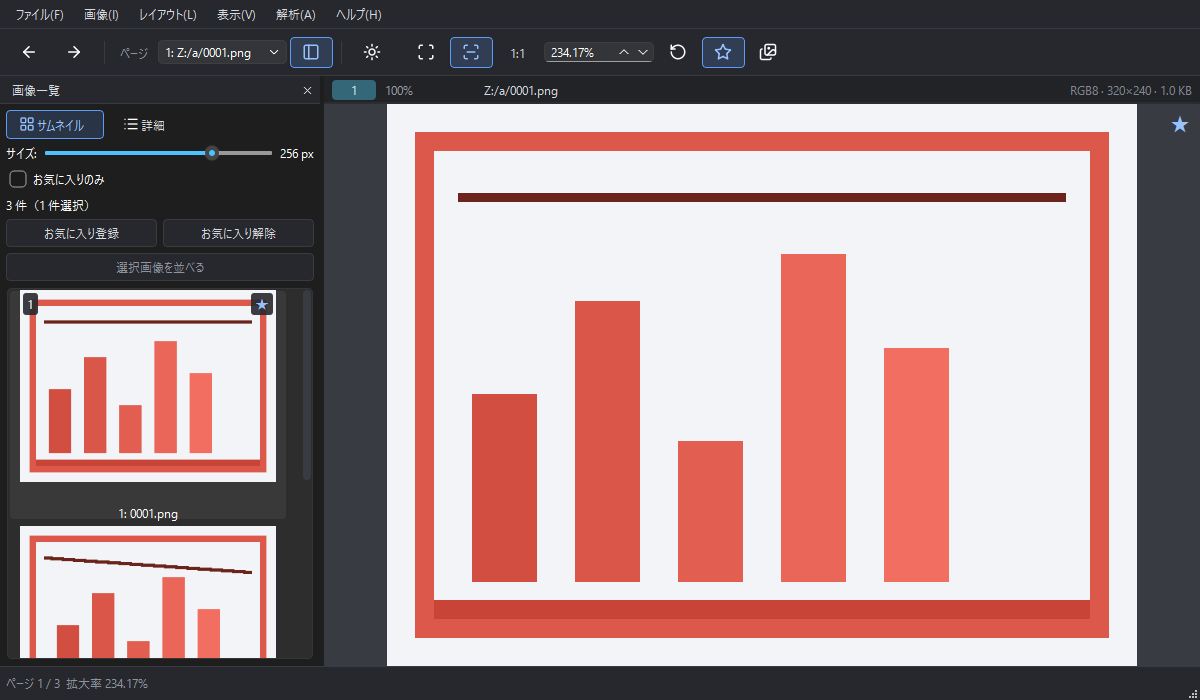 ファイル(F) 画像(I) レイアウト(L) 表示(V) 解析(A) ヘルプ(H)
ページ 1: Z:/a/0001.png 1:1 234.17%
画像一覧
1 100% Z:/a/0001.png RGB8 · 320×240 · 1.0 KB
サムネイル 詳細
サイズ: 256 px
お気に入りのみ
3 件（1 件選択）
お気に入り登録 お気に入り解除
選択画像を並べる
1
1: 0001.png
ページ 1 / 3 拡大率 234.17%